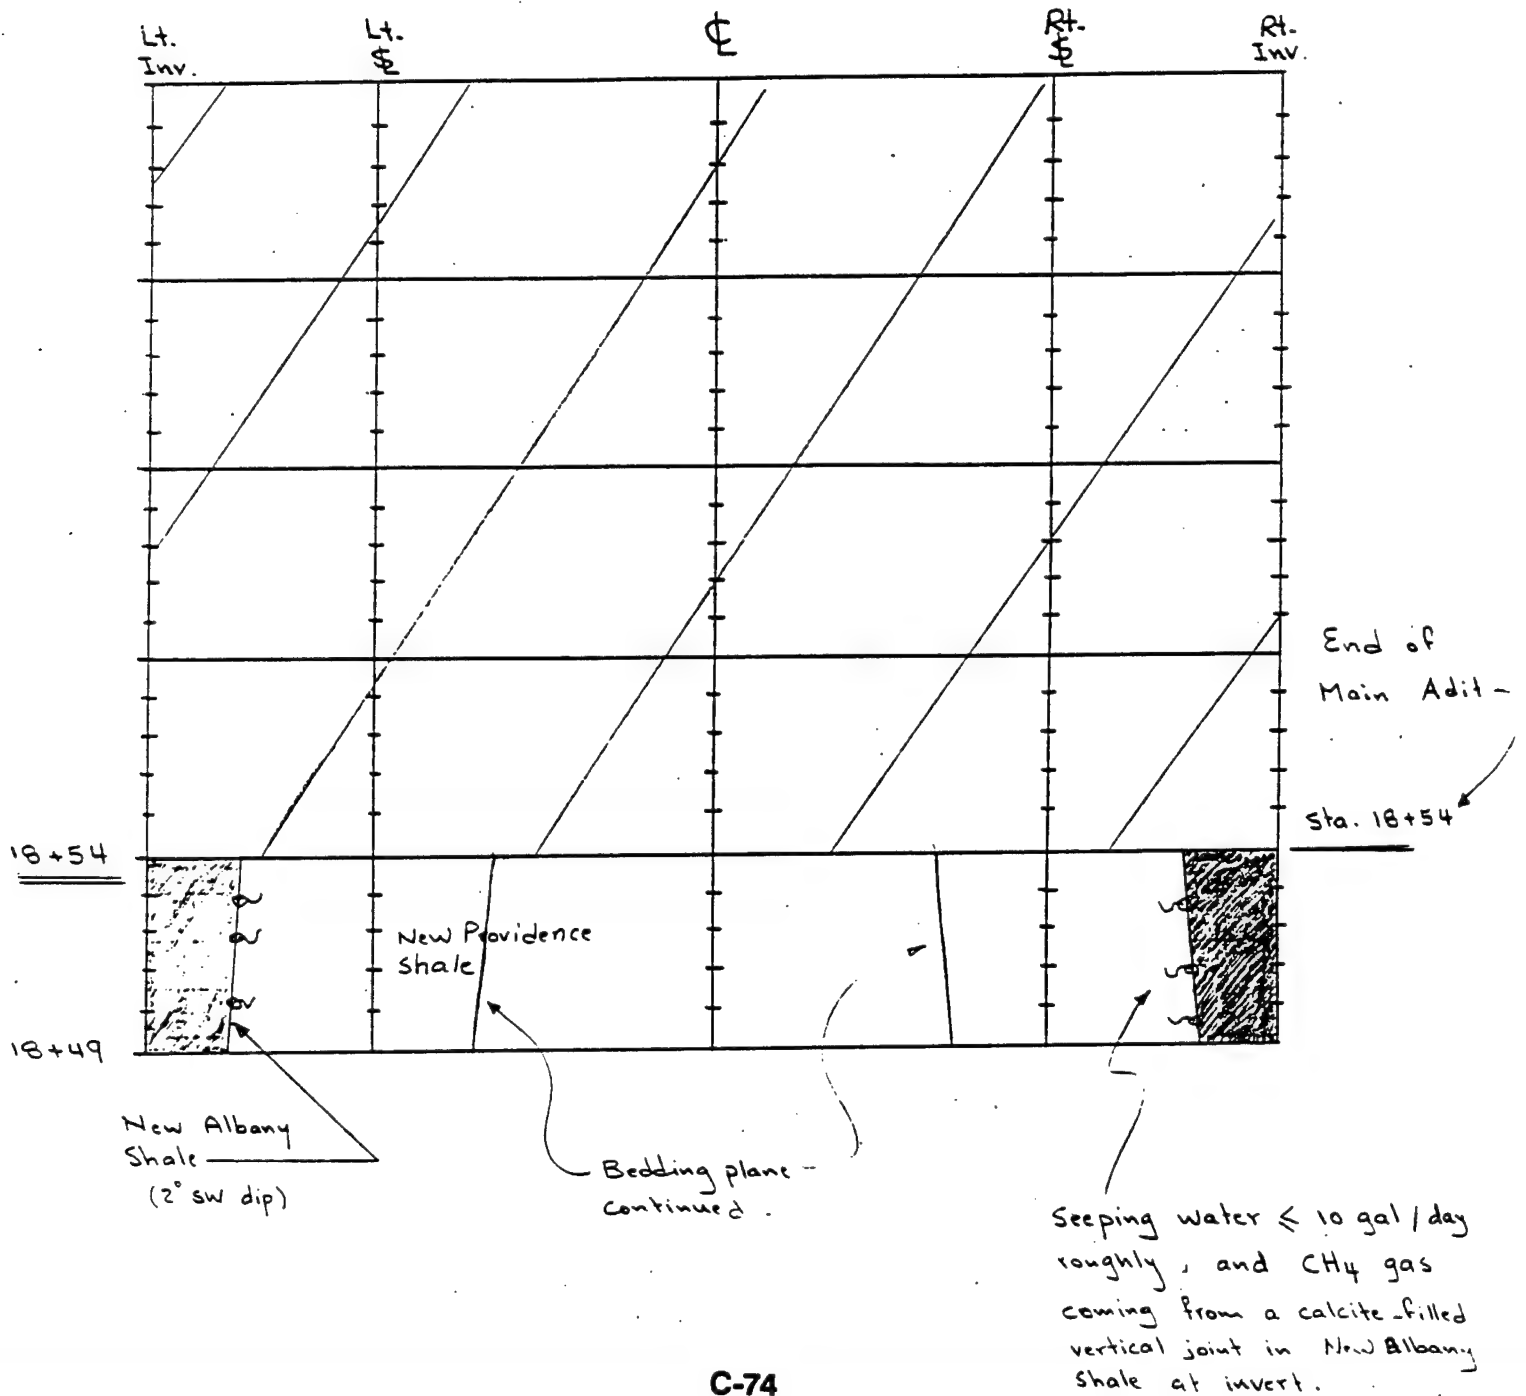 Lt.
Inv.
Lt.
℄
Rt.
Rt.
Inv.
End of
Main Adit -
Sta. 18+54
18+54
New Providence
Shale
18+49
New Albany
Shale
(2° SW dip)
Bedding plane -
continued.
Seeping water ≤ 10 gal/day
roughly, and CH4 gas
coming from a calcite-filled
vertical joint in New Albany
Shale at invert.
C-74